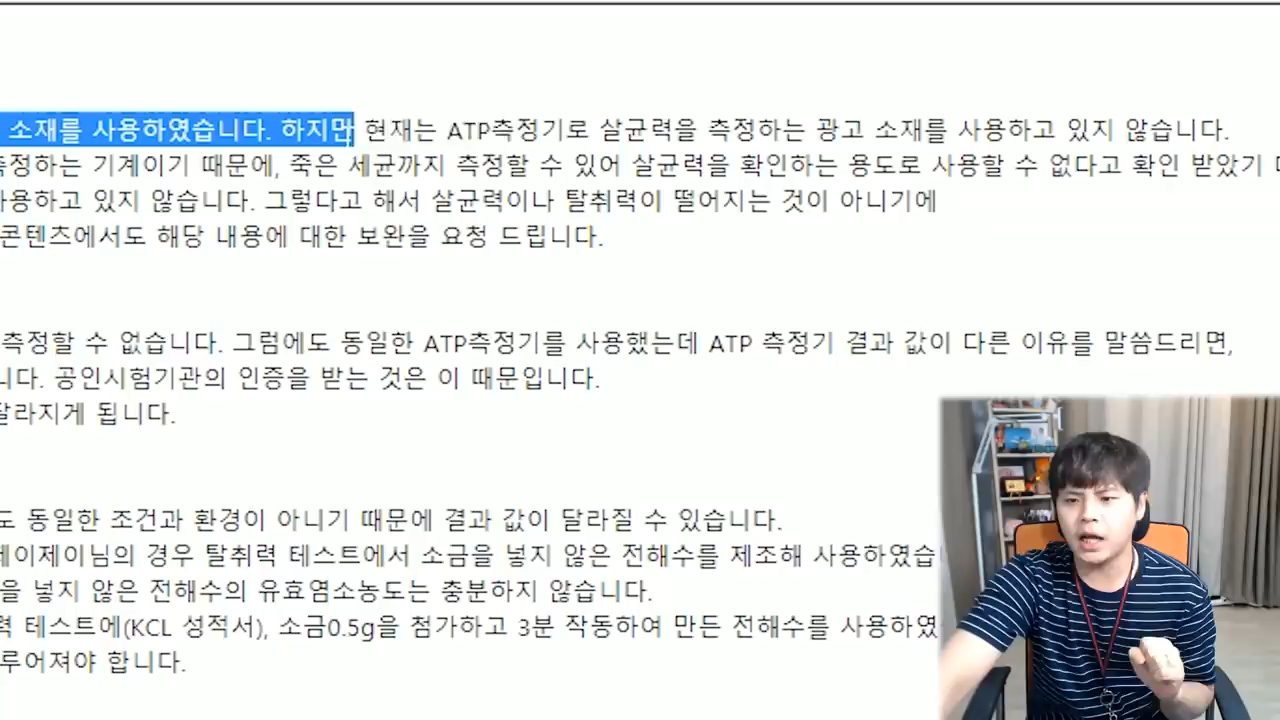 소재를 사용하였습니다. 하지만 현재는 ATP측정기로 살균력을 측정하는 광고 소재를 사용하고 있지 않습니다.
측정하는 기계이기 때문에, 죽은 세균까지 측정할 수 있어 살균력을 확인하는 용도로 사용할 수 없다고 확인 받았기
사용하고 있지 않습니다. 그렇다고 해서 살균력이나 탈취력이 떨어지는 것이 아니기에
콘텐츠에서도 해당 내용에 대한 보완을 요청 드립니다.
측정할 수 없습니다. 그럼에도 동일한 ATP측정기를 사용했는데 ATP 측정기 결과 값이 다른 이유를 말씀드리면,
니다. 공인시험기관의 인증을 받는 것은 이 때문입니다.
달라지게 됩니다.
도 동일한 조건과 환경이 아니기 때문에 결과 값이 달라질 수 있습니다.
제이제이님의 경우 탈취력 테스트에서 소금을 넣지 않은 전해수를 제조해 사용하였습
을 넣지 않은 전해수의 유효염소농도는 충분하지 않습니다.
력 테스트에(KCL 성적서), 소금0.5g을 첨가하고 3분 작동하여 만든 전해수를 사용하였
루어져야 합니다.